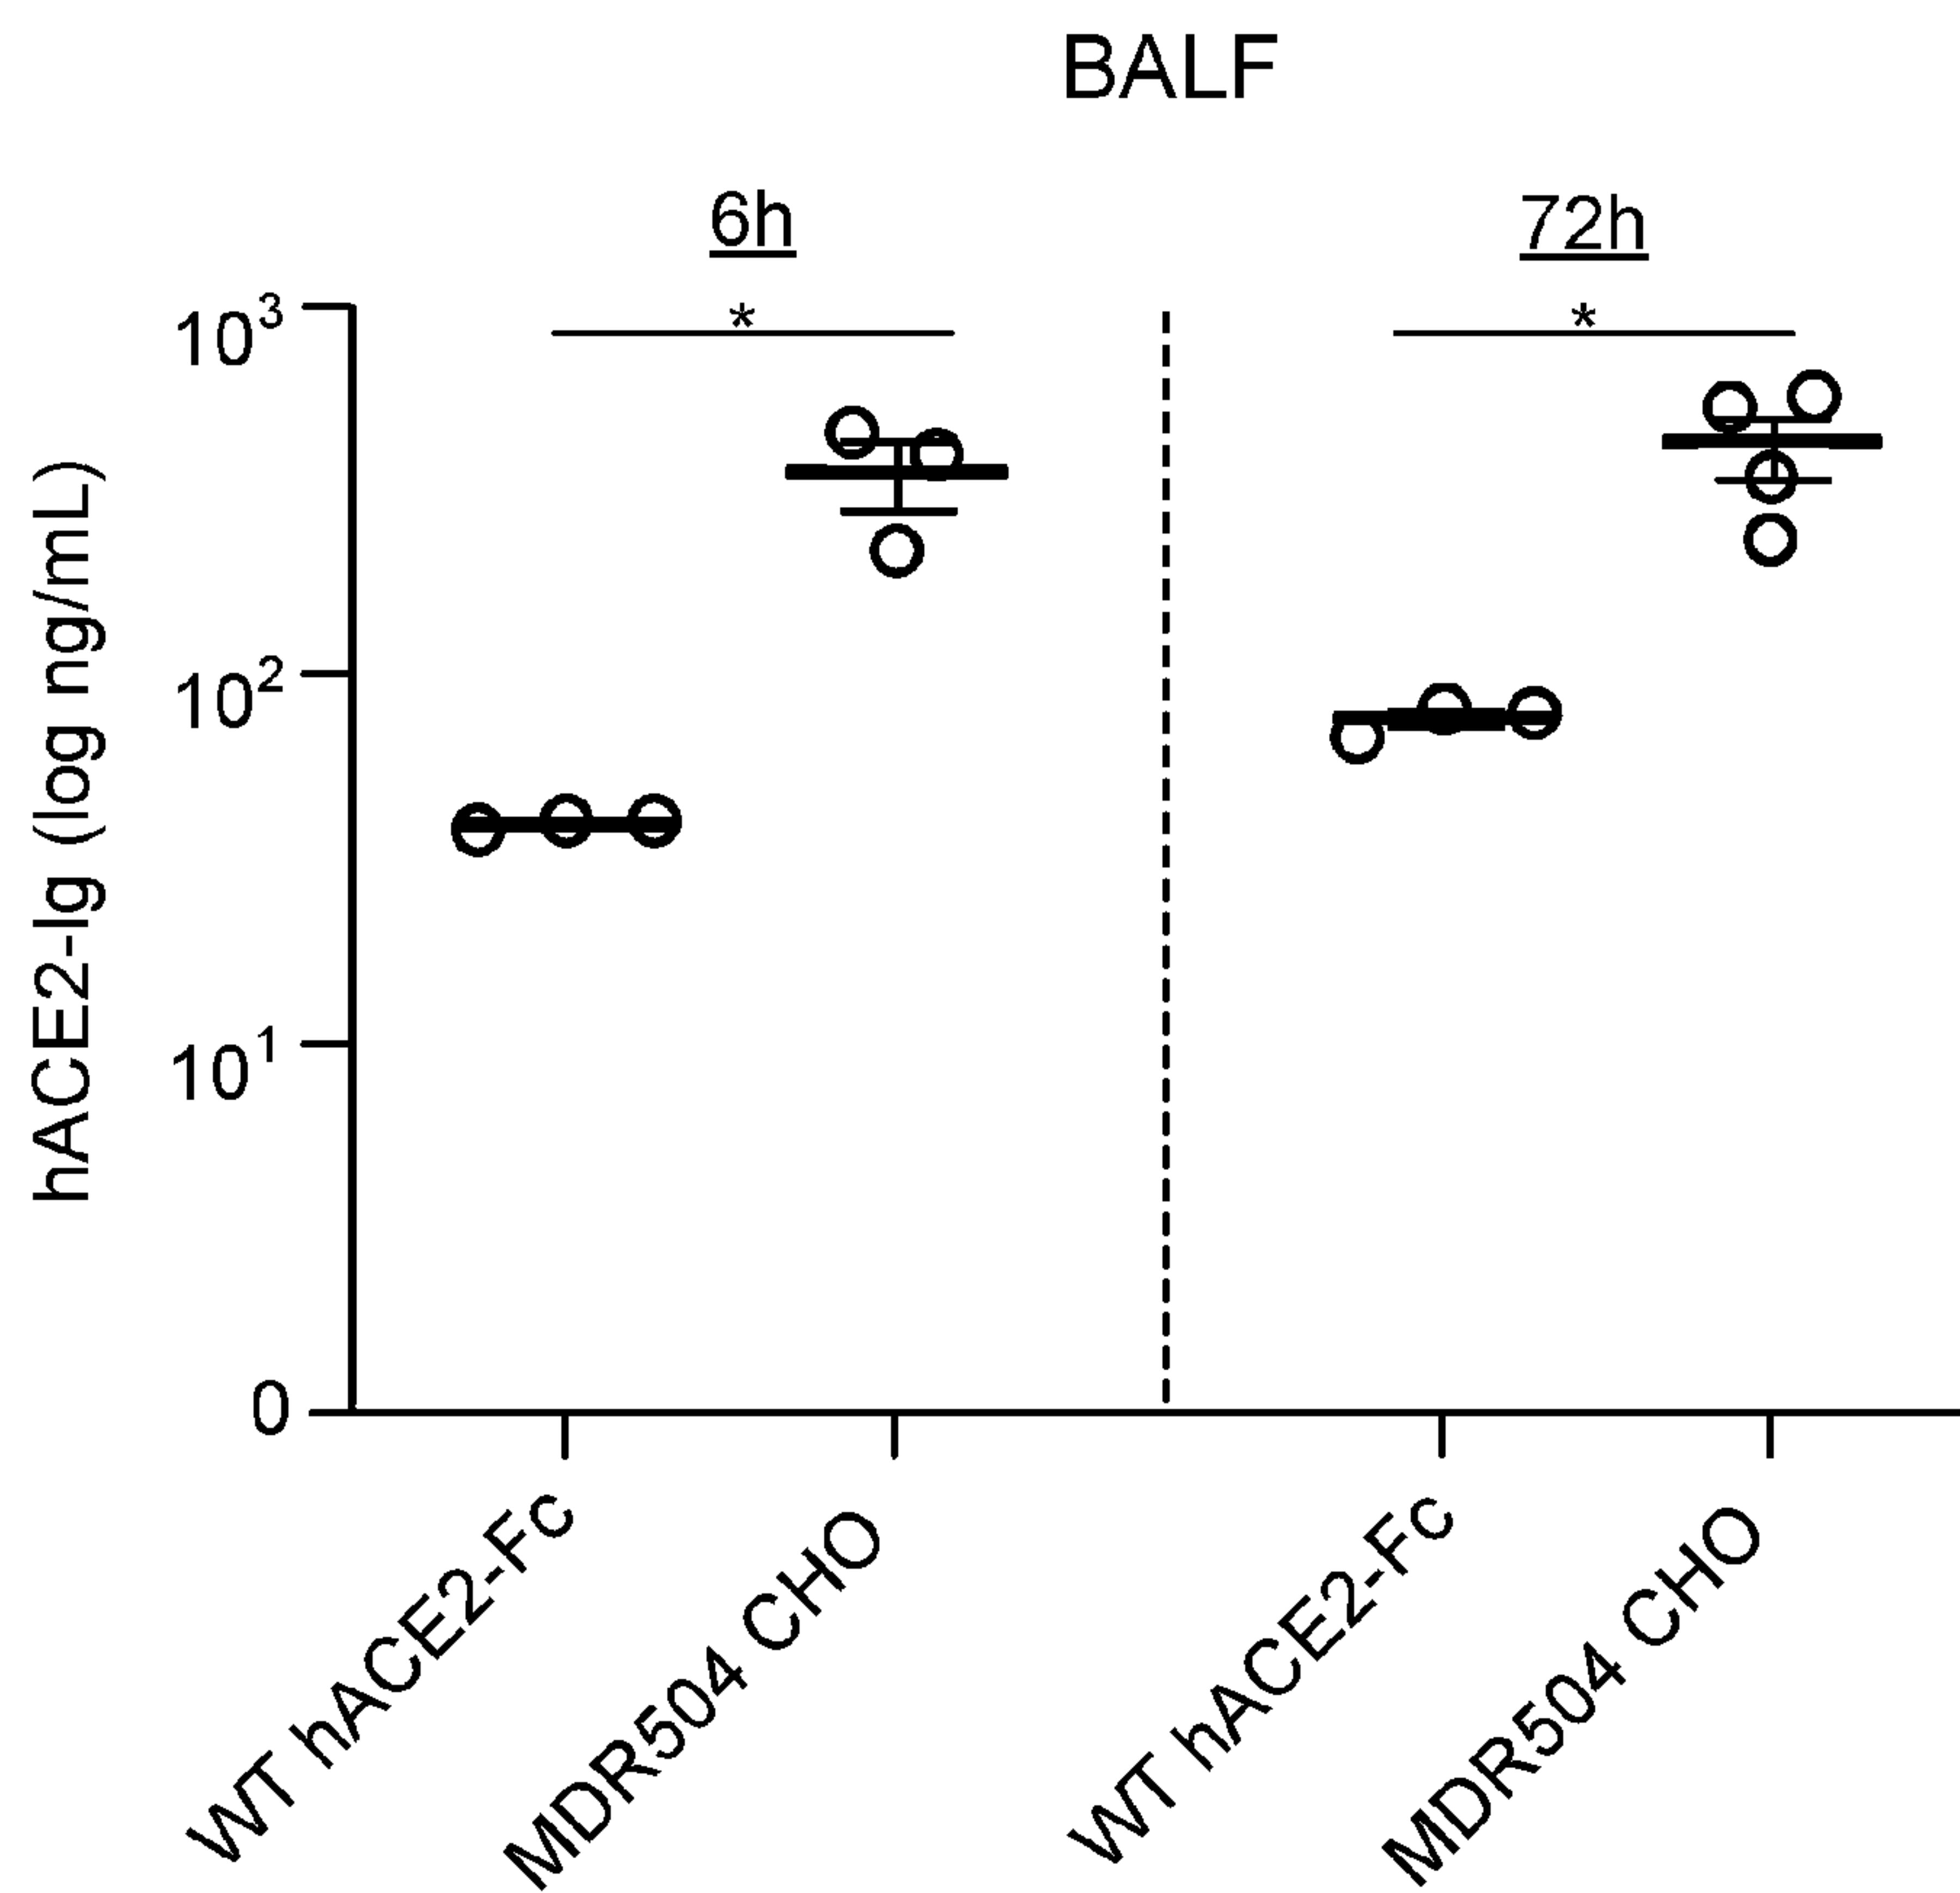 BALF
6h
72h
*
*
hACE2-Ig (log ng/mL)
10³
10²
10¹
0
WT hACE2-Fc
MDR504 CHO
WT hACE2-Fc
MDR504 CHO